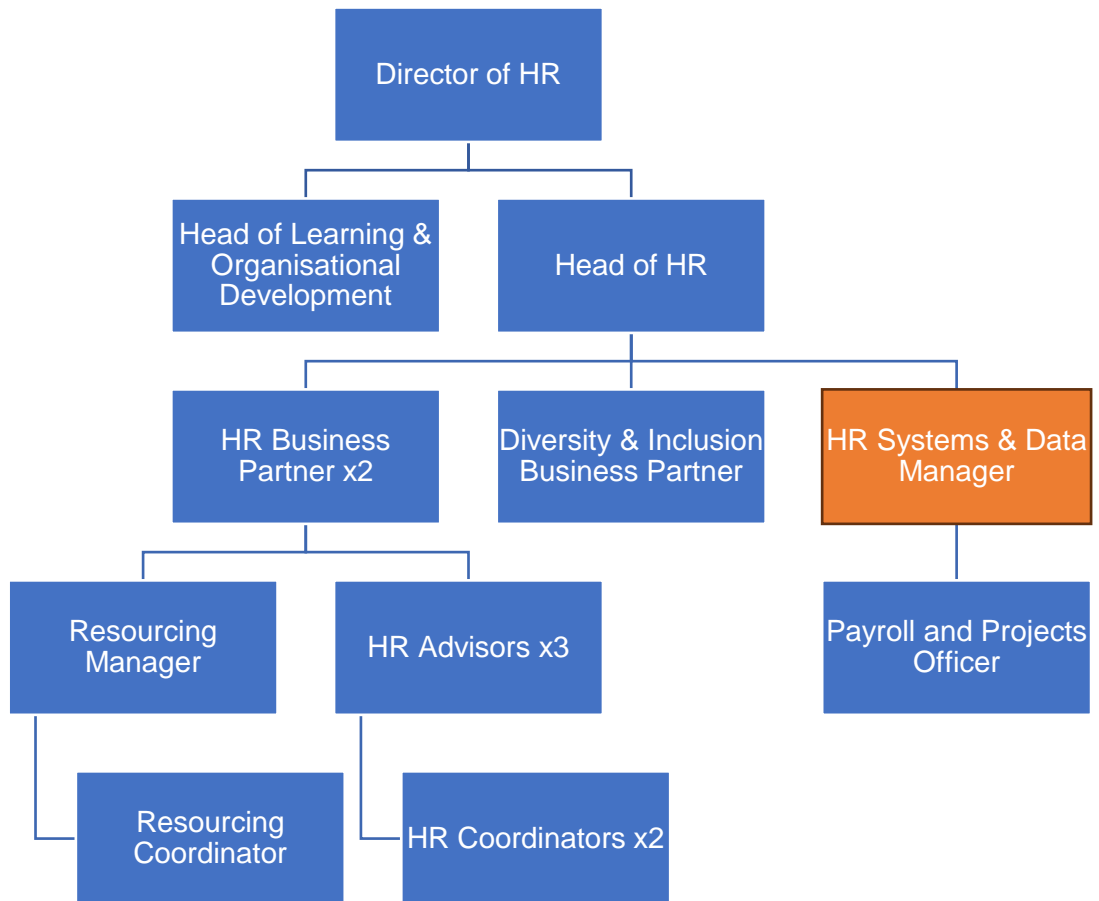 Director of HR
Head of Learning &
Organisational
Development
Head of HR
HR Business
Partner x2
Diversity & Inclusion
Business Partner
HR Systems & Data
Manager
Resourcing
Manager
HR Advisors x3
Payroll and Projects
Officer
Resourcing
Coordinator
HR Coordinators x2